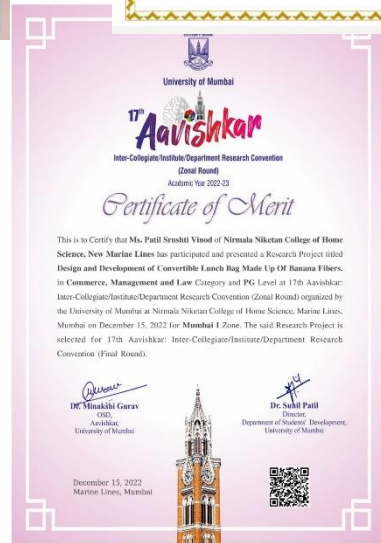 University of Mumbai
17th
Aavishkar
Inter-Collegiate/Institute/Department Research Convention
(Zonal Round)
Academic Year 2022-23
Certificate of Merit
This is to Certify that Ms. Patil Srushti Vinod of Nirmala Niketan College of Home
Science, New Marine Lines has participated and presented a Research Project titled
Design and Development of Convertible Lunch Bag Made Up Of Banana Fibers.
in Commerce, Management and Law Category and PG Level at 17th Aavishkar:
Inter-Collegiate/Institute/Department Research Convention (Zonal Round) organized by
the University of Mumbai at Nirmala Niketan College of Home Science, Marine Lines,
Mumbai on December 15, 2022 for Mumbai I Zone. The said Research Project is
selected for 17th Aavishkar: Inter-Collegiate/Institute/Department Research
Convention (Final Round).
Dr. Minakshi Gurav
OSD,
Aavishkar,
University of Mumbai
Dr. Sunil Patil
Director,
Department of Students' Development,
University of Mumbai
December 15, 2022
Marine Lines, Mumbai